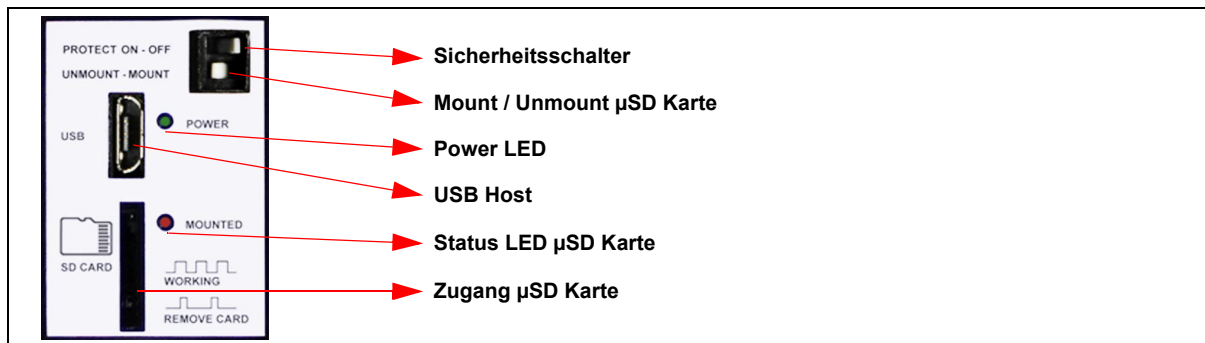 PROTECT ON - OFF
Sicherheitsschalter
UNMOUNT - MOUNT
Mount / Unmount µSD Karte
USB
POWER
Power LED
USB Host
MOUNTED
Status LED µSD Karte
SD CARD
WORKING
Zugang µSD Karte
REMOVE CARD